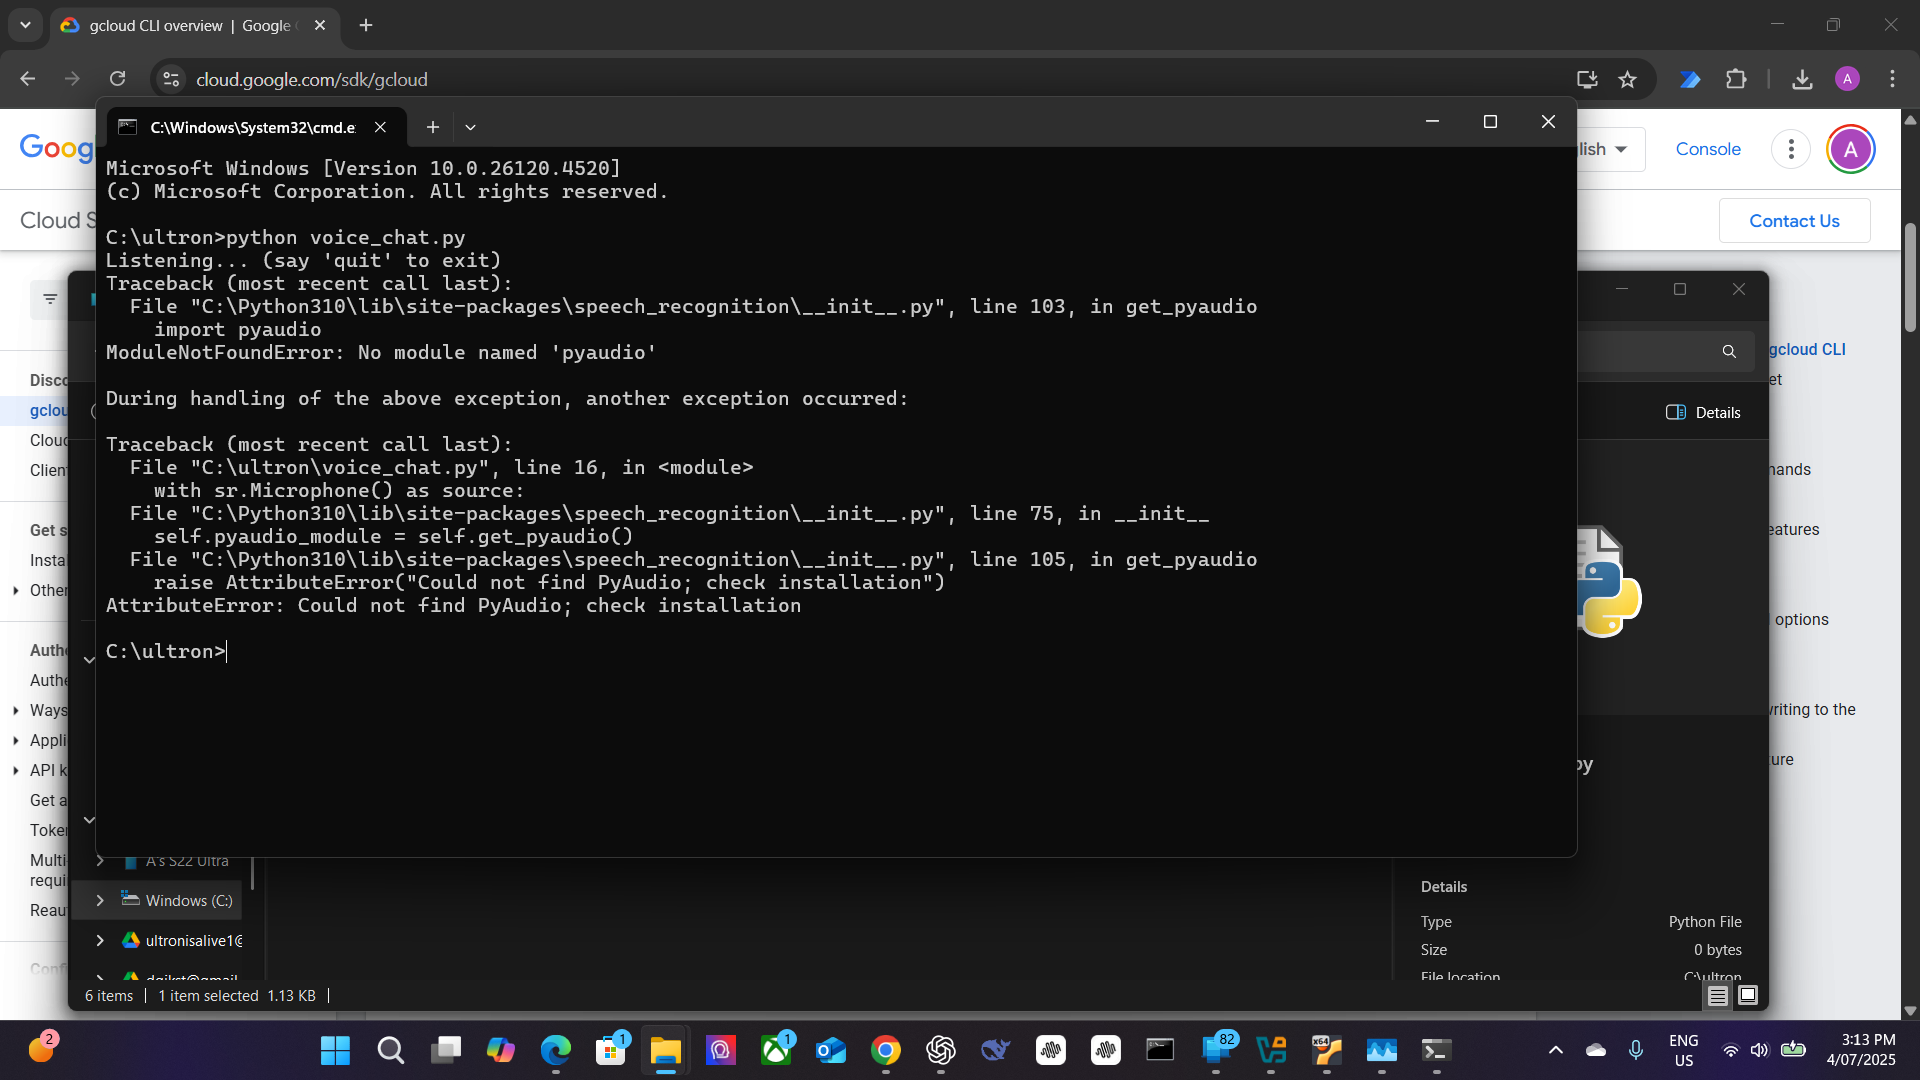 gcloud CLI overview | Google
cloud.google.com/sdk/gcloud
A
C:\Windows\System32\cmd.e
Microsoft Windows [Version 10.0.26120.4520]
(c) Microsoft Corporation. All rights reserved.
C:\ultron>python voice_chat.py
Listening... (say 'quit' to exit)
Traceback (most recent call last):
File "C:\Python310\lib\site-packages\speech_recognition\__init__.py", line 103, in get_pyaudio
import pyaudio
ModuleNotFoundError: No module named 'pyaudio'
During handling of the above exception, another exception occurred:
Traceback (most recent call last):
File "C:\ultron\voice_chat.py", line 16, in <module>
with sr.Microphone() as source:
File "C:\Python310\lib\site-packages\speech_recognition\__init__.py", line 75, in __init__
self.pyaudio_module = self.get_pyaudio()
File "C:\Python310\lib\site-packages\speech_recognition\__init__.py", line 105, in get_pyaudio
raise AttributeError("Could not find PyAudio; check installation")
AttributeError: Could not find PyAudio; check installation
C:\ultron>
Goog
lish
Console
A
Cloud S
Contact Us
Disc
gclou
Clou
Clien
Get s
Insta
Other
Auth
Authe
Ways
Appli
API k
Get a
Toke
Multi-
requi
Reau
Confi
gcloud CLI
et
mands
eatures
options
writing to the
ure
Details
py
A's S22 Ultra
Windows (C:)
ultronisalive1@
dgikst@gmail
Details
Type Python File
Size 0 bytes
File location C:\ultron
6 items | 1 item selected 1.13 KB |
2
1
1
x64
82
ENG
US
3:13 PM
4/07/2025